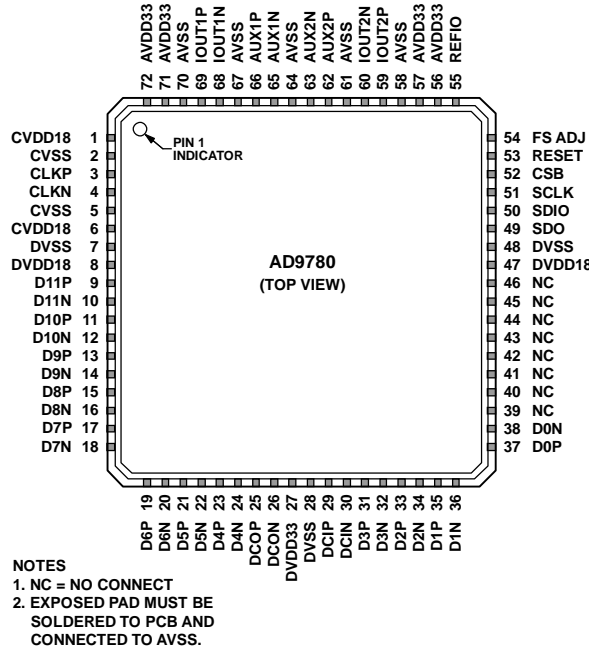 72 AVDD33
71 AVDD33
70 AVSS
69 IOUT1P
68 IOUT1N
67 AVSS
66 AUX1P
65 AUX1N
64 AVSS
63 AUX2N
62 AUX2P
61 AVSS
60 IOUT2N
59 IOUT2P
58 AVSS
57 AVDD33
56 AVDD33
55 REFIO
CVDD18 1
CVSS 2
CLKP 3
CLKN 4
CVSS 5
CVDD18 6
DVSS 7
DVDD18 8
D11P 9
D11N 10
D10P 11
D10N 12
D9P 13
D9N 14
D8P 15
D8N 16
D7P 17
D7N 18
PIN 1
INDICATOR
AD9780
(TOP VIEW)
54 FS ADJ
53 RESET
52 CSB
51 SCLK
50 SDIO
49 SDO
48 DVSS
47 DVDD18
46 NC
45 NC
44 NC
43 NC
42 NC
41 NC
40 NC
39 NC
38 D0N
37 D0P
D6P 19
D6N 20
D5P 21
D5N 22
D4P 23
D4N 24
DCOP 25
DCON 26
DVDD33 27
DVSS 28
DCIP 29
DCIN 30
D3P 31
D3N 32
D2P 33
D2N 34
D1P 35
D1N 36
NOTES
1. NC = NO CONNECT
2. EXPOSED PAD MUST BE
SOLDERED TO PCB AND
CONNECTED TO AVSS.